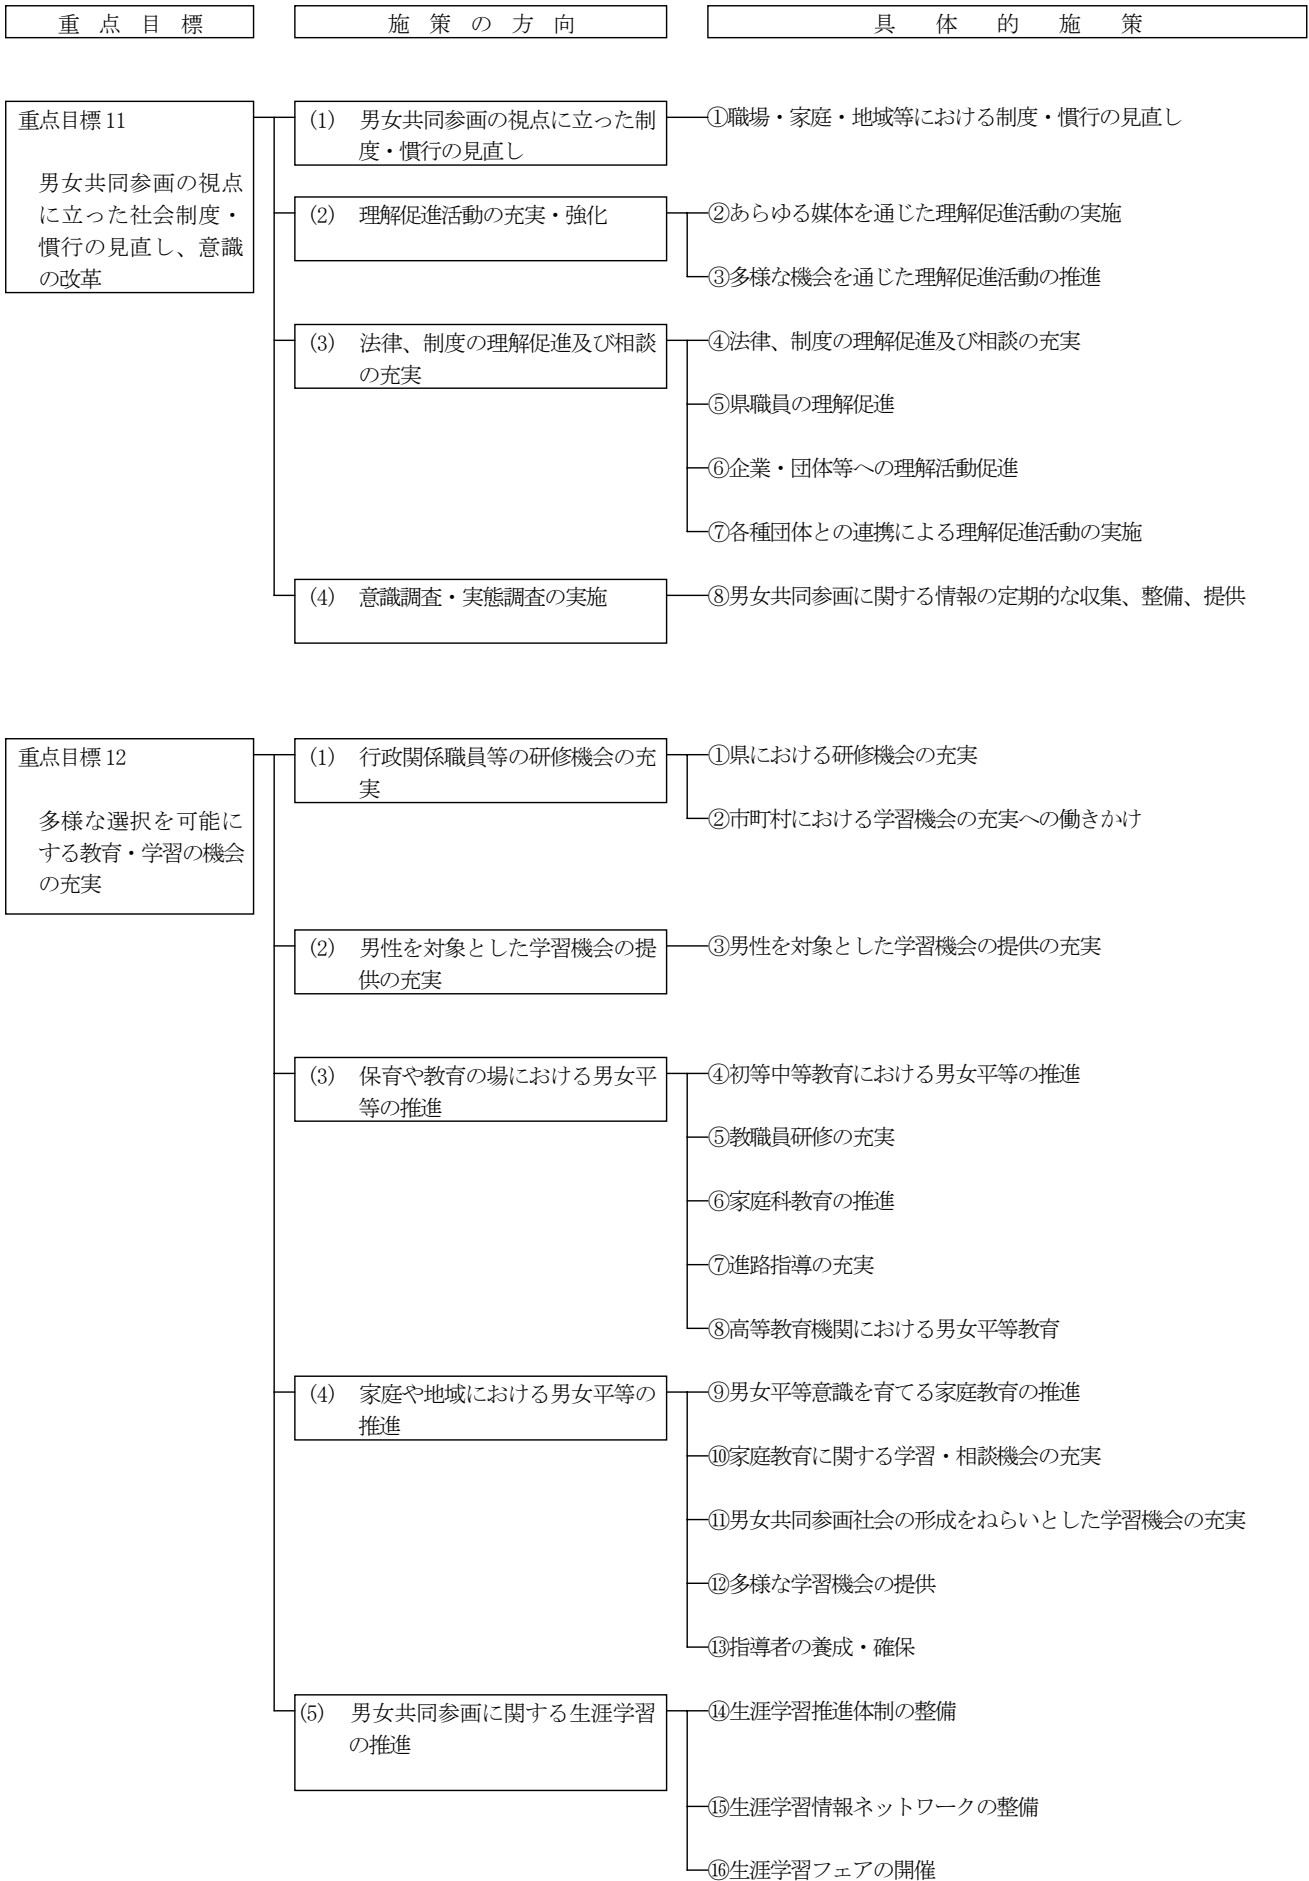 重点目標
施策の方向
具体的施策
重点目標11
男女共同参画の視点
に立った社会制度・
慣行の見直し、意識
の改革
(1) 男女共同参画の視点に立った制
度・慣行の見直し
①職場・家庭・地域等における制度・慣行の見直し
(2) 理解促進活動の充実・強化
②あらゆる媒体を通じた理解促進活動の実施
③多様な機会を通じた理解促進活動の推進
(3) 法律、制度の理解促進及び相談
の充実
④法律、制度の理解促進及び相談の充実
⑤県職員の理解促進
⑥企業・団体等への理解活動促進
⑦各種団体との連携による理解促進活動の実施
(4) 意識調査・実態調査の実施
⑧男女共同参画に関する情報の定期的な収集、整備、提供
重点目標12
多様な選択を可能に
する教育・学習の機会
の充実
(1) 行政関係職員等の研修機会の充
実
①県における研修機会の充実
②市町村における学習機会の充実への働きかけ
(2) 男性を対象とした学習機会の提
供の充実
③男性を対象とした学習機会の提供の充実
(3) 保育や教育の場における男女平
等の推進
④初等中等教育における男女平等の推進
⑤教職員研修の充実
⑥家庭科教育の推進
⑦進路指導の充実
⑧高等教育機関における男女平等教育
(4) 家庭や地域における男女平等の
推進
⑨男女平等意識を育てる家庭教育の推進
⑩家庭教育に関する学習・相談機会の充実
⑪男女共同参画社会の形成をねらいとした学習機会の充実
⑫多様な学習機会の提供
⑬指導者の養成・確保
(5) 男女共同参画に関する生涯学習
の推進
⑭生涯学習推進体制の整備
⑮生涯学習情報ネットワークの整備
⑯生涯学習フェアの開催